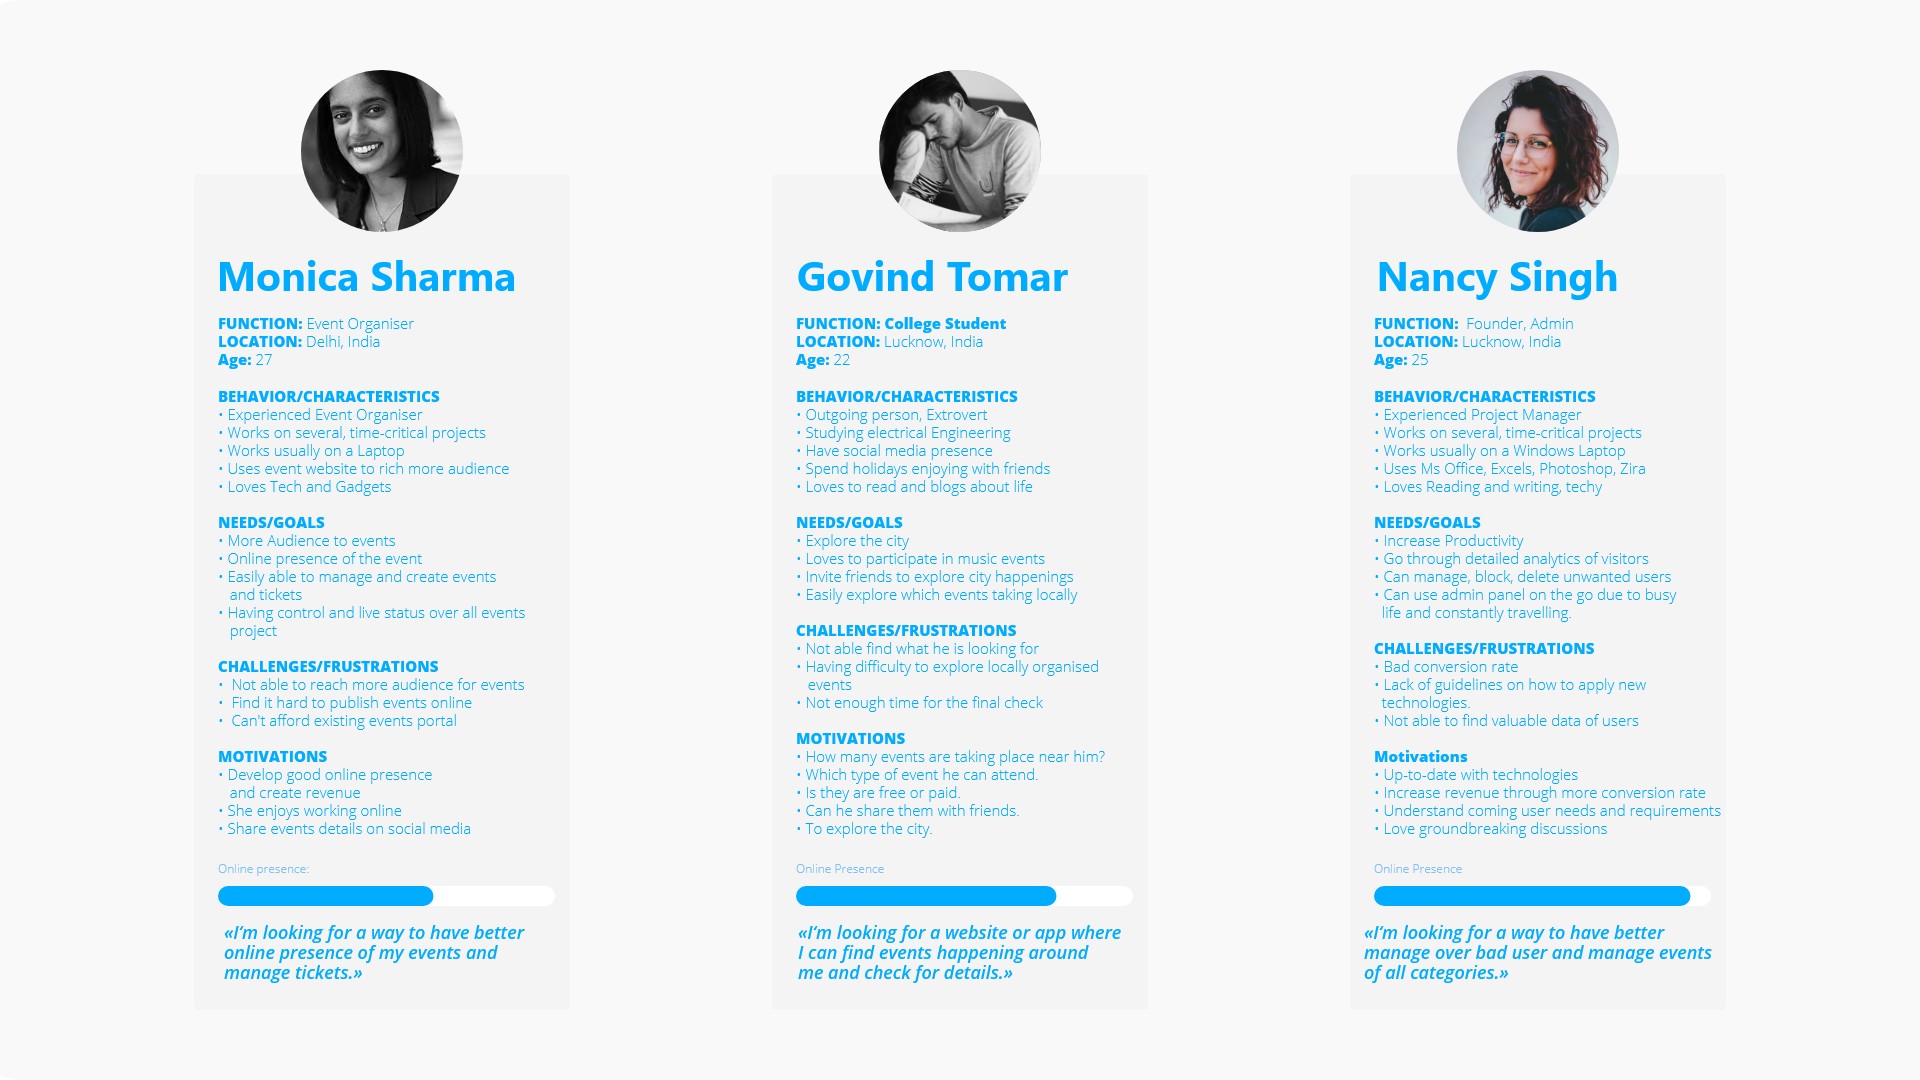 Monica Sharma
FUNCTION: Event Organiser
LOCATION: Delhi, India
Age: 27
BEHAVIOR/CHARACTERISTICS
• Experienced Event Organiser
• Works on several, time-critical projects
• Works usually on a Laptop
• Uses event website to rich more audience
• Loves Tech and Gadgets
NEEDS/GOALS
• More Audience to events
• Online presence of the event
• Easily able to manage and create events
and tickets
• Having control and live status over all events
project
CHALLENGES/FRUSTRATIONS
• Not able to reach more audience for events
• Find it hard to publish events online
• Can't afford existing events portal
MOTIVATIONS
• Develop good online presence
and create revenue
• She enjoys working online
• Share events details on social media
Online presence:
«I‘m looking for a way to have better
online presence of my events and
manage tickets.»
Govind Tomar
FUNCTION: College Student
LOCATION: Lucknow, India
Age: 22
BEHAVIOR/CHARACTERISTICS
• Outgoing person, Extrovert
• Studying electrical Engineering
• Have social media presence
• Spend holidays enjoying with friends
• Loves to read and blogs about life
NEEDS/GOALS
• Explore the city
• Loves to participate in music events
• Invite friends to explore city happenings
• Easily explore which events taking locally
CHALLENGES/FRUSTRATIONS
• Not able find what he is looking for
• Having difficulty to explore locally organised
events
• Not enough time for the final check
MOTIVATIONS
• How many events are taking place near him?
• Which type of event he can attend.
• Is they are free or paid.
• Can he share them with friends.
• To explore the city.
Online Presence
«I‘m looking for a website or app where
I can find events happening around
me and check for details.»
Nancy Singh
FUNCTION: Founder, Admin
LOCATION: Lucknow, India
Age: 25
BEHAVIOR/CHARACTERISTICS
• Experienced Project Manager
• Works on several, time-critical projects
• Works usually on a Windows Laptop
• Uses Ms Office, Excels, Photoshop, Zira
• Loves Reading and writing, techy
NEEDS/GOALS
• Increase Productivity
• Go through detailed analytics of visitors
• Can manage, block, delete unwanted users
• Can use admin panel on the go due to busy
life and constantly travelling.
CHALLENGES/FRUSTRATIONS
• Bad conversion rate
• Lack of guidelines on how to apply new
technologies.
• Not able to find valuable data of users
Motivations
• Up-to-date with technologies
• Increase revenue through more conversion rate
• Understand coming user needs and requirements
• Love groundbreaking discussions
Online Presence
«I‘m looking for a way to have better
manage over bad user and manage events
of all categories.»